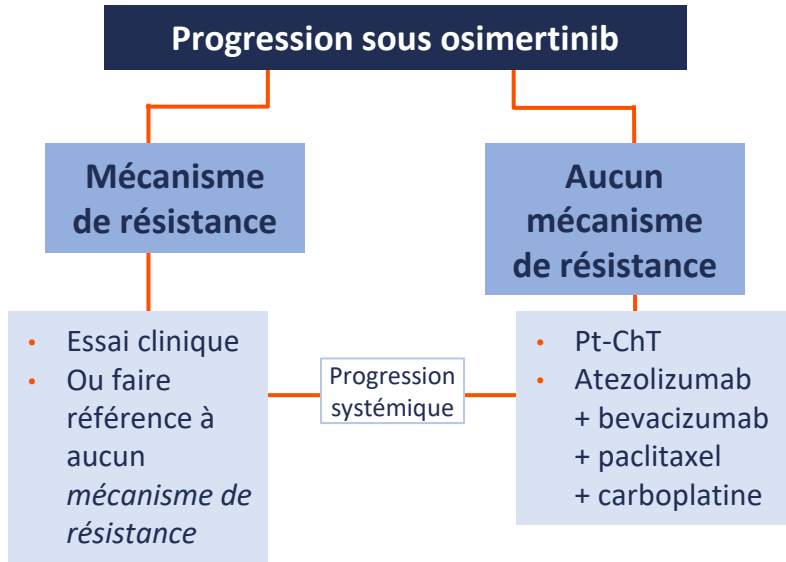 Progression sous osimertinib
Mécanisme
de résistance
Aucun
mécanisme
de résistance
• Essai clinique
• Ou faire
référence à
aucun
mécanisme de
résistance
Progression
systémique
• Pt-ChT
• Atezolizumab
+ bevacizumab
+ paclitaxel
+ carboplatine